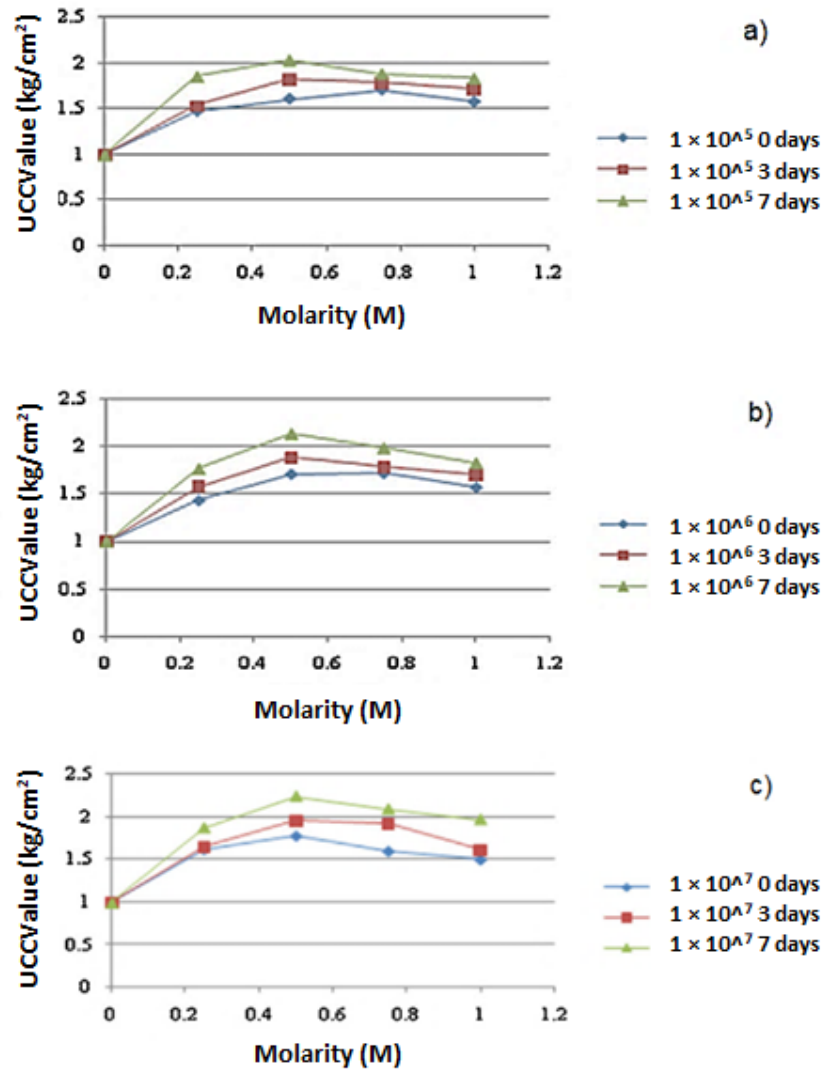 a)
UCCValue (kg/cm²)
2.5
2
1.5
1
0.5
0
0 0.2 0.4 0.6 0.8 1 1.2
Molarity (M)
1 × 10^⁵ 0 days
1 × 10^⁵ 3 days
1 × 10^⁵ 7 days
b)
UCCValue (kg/cm²)
2.5
2
1.5
1
0.5
0
0 0.2 0.4 0.6 0.8 1 1.2
Molarity (M)
1 × 10^⁶ 0 days
1 × 10^⁶ 3 days
1 × 10^⁶ 7 days
c)
UCCValue (kg/cm²)
2.5
2
1.5
1
0.5
0
0 0.2 0.4 0.6 0.8 1 1.2
Molarity (M)
1 × 10^⁷ 0 days
1 × 10^⁷ 3 days
1 × 10^⁷ 7 days